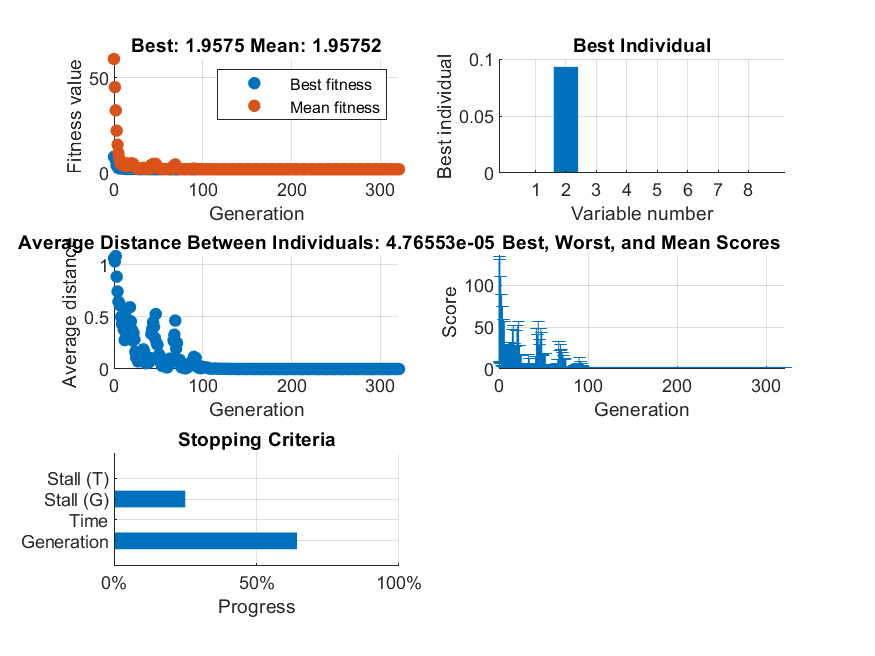 Best: 1.9575 Mean: 1.95752
Fitness value
50
0
Best fitness
Mean fitness
0 100 200 300
Generation
Best Individual
Best individual
0.1
0.05
0
1 2 3 4 5 6 7 8
Variable number
Average Distance Between Individuals: 4.76553e-05
Average distance
1
0.5
0
0 100 200 300
Generation
Best, Worst, and Mean Scores
Score
100
50
0
0 100 200 300
Generation
Stopping Criteria
Stall (T)
Stall (G)
Time
Generation
0% 50% 100%
Progress